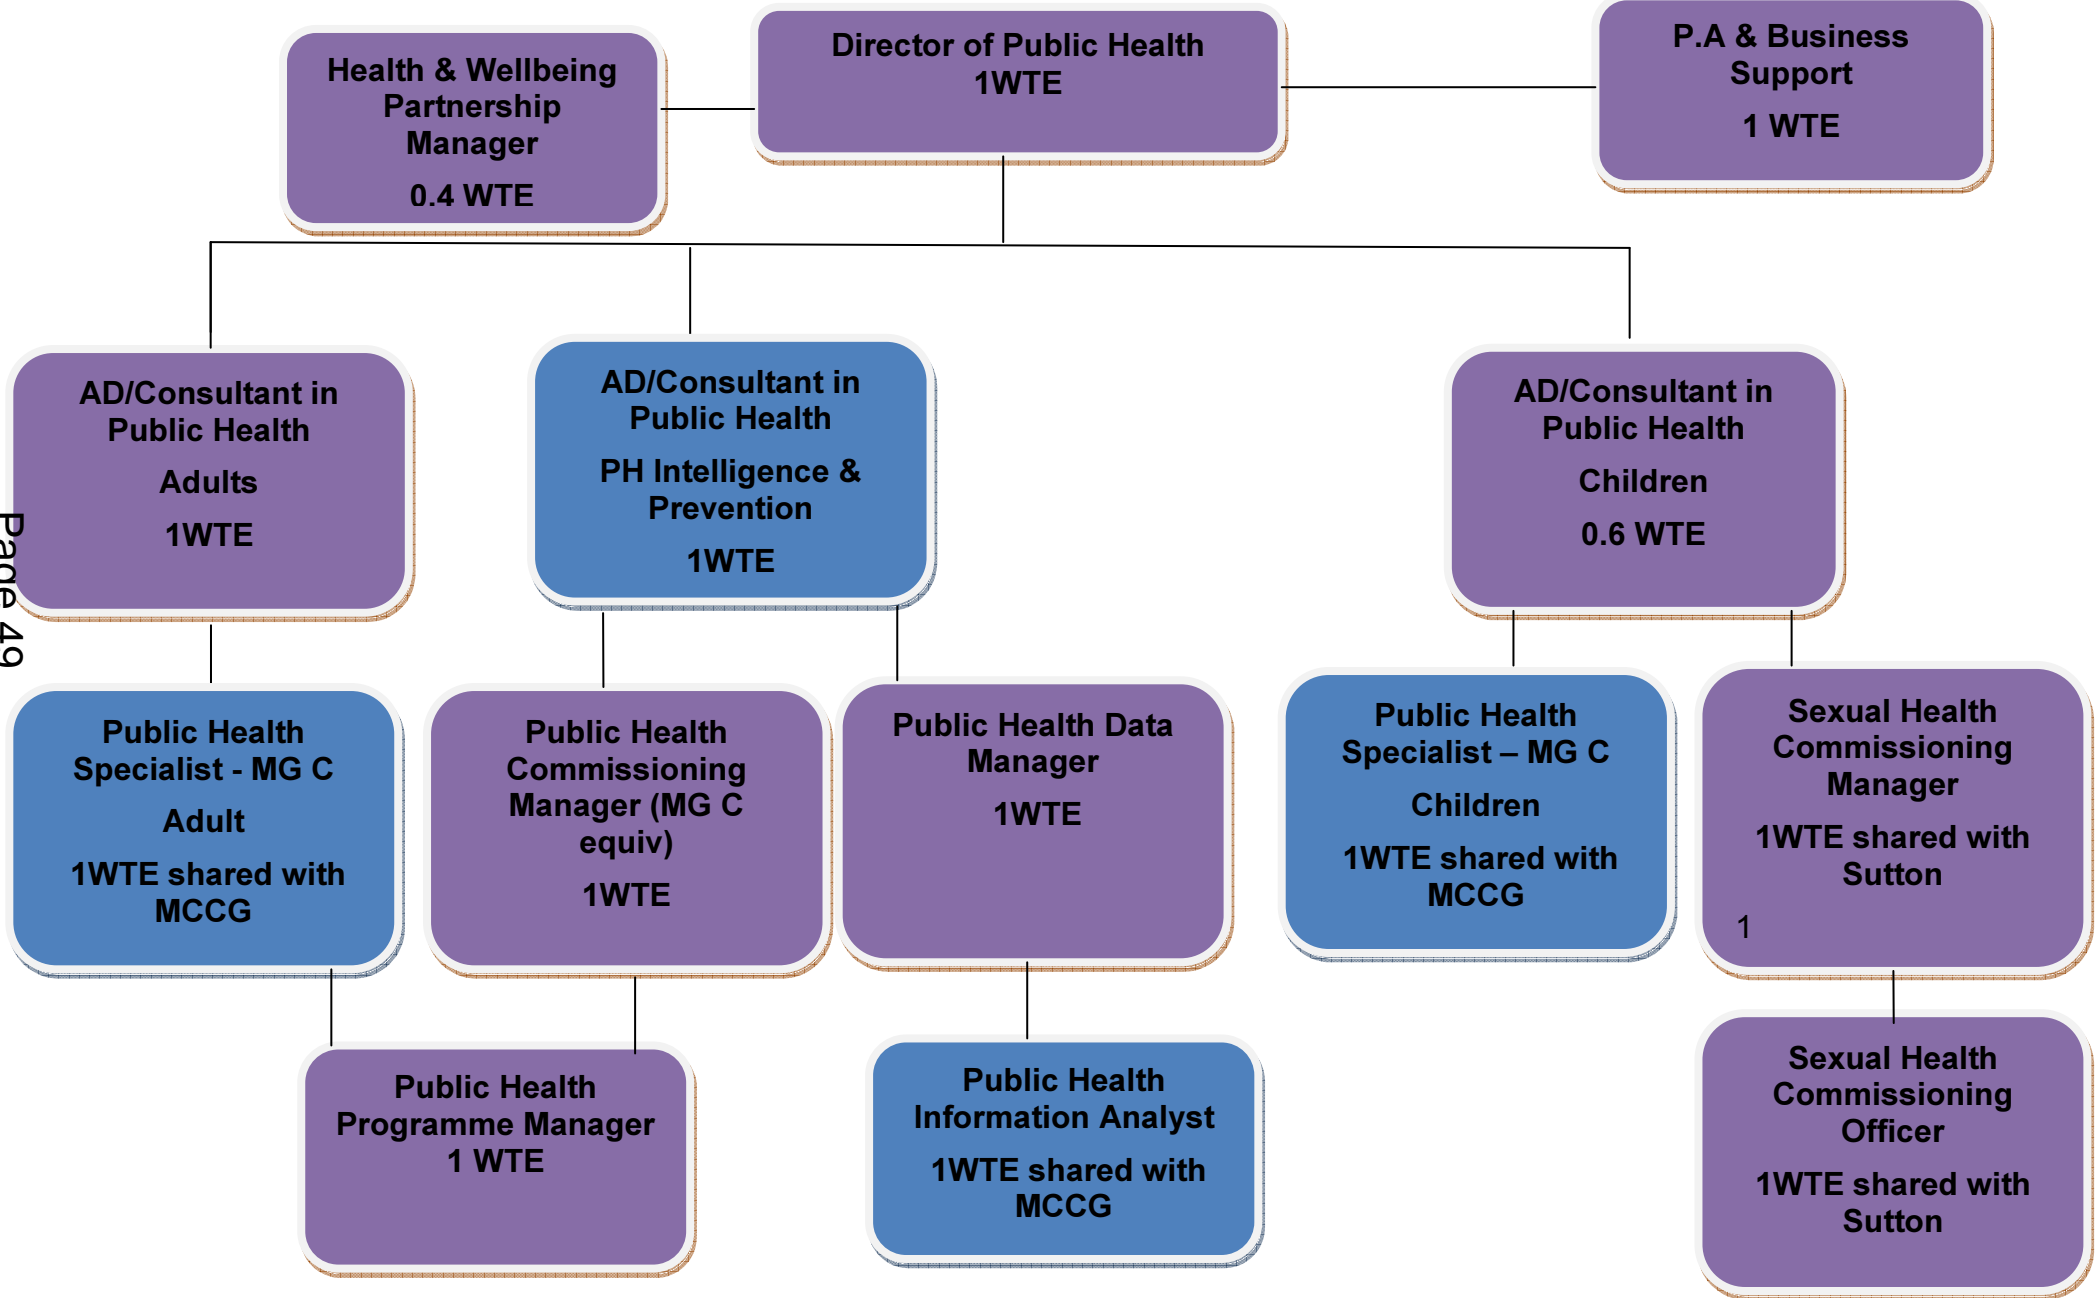 Health & Wellbeing
Partnership
Manager
0.4 WTE
Director of Public Health
1WTE
P.A & Business
Support
1 WTE
AD/Consultant in
Public Health
Adults
1WTE
AD/Consultant in
Public Health
PH Intelligence &
Prevention
1WTE
AD/Consultant in
Public Health
Children
0.6 WTE
Page 49
Public Health
Specialist - MG C
Adult
1WTE shared with
MCCG
Public Health
Commissioning
Manager (MG C
equiv)
1WTE
Public Health Data
Manager
1WTE
Public Health
Specialist – MG C
Children
1WTE shared with
MCCG
Sexual Health
Commissioning
Manager
1WTE shared with
Sutton
1
Public Health
Programme Manager
1 WTE
Public Health
Information Analyst
1WTE shared with
MCCG
Sexual Health
Commissioning
Officer
1WTE shared with
Sutton